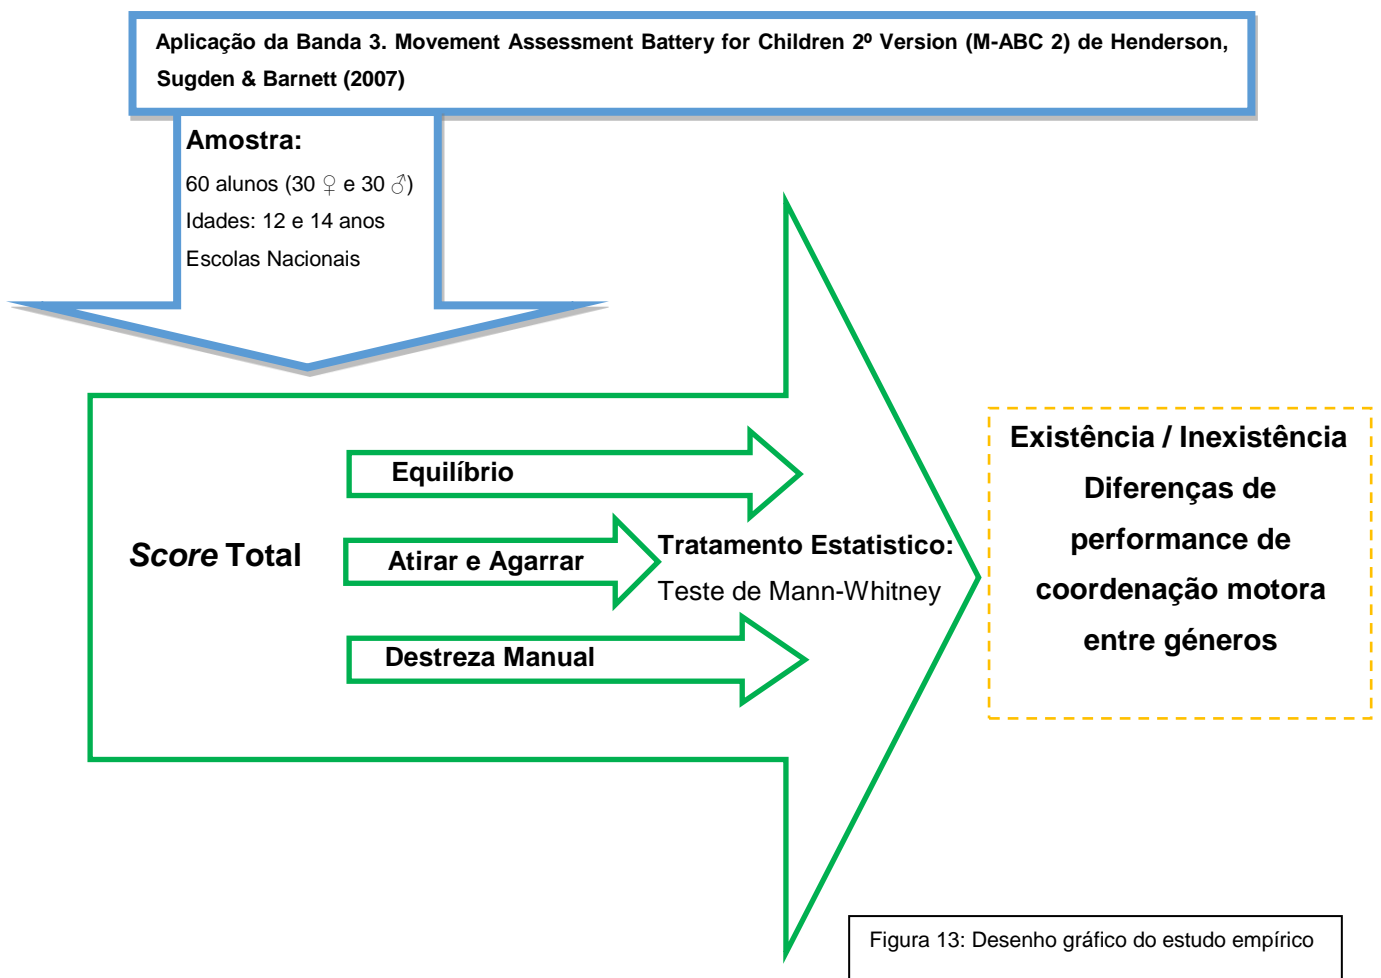 Aplicação da Banda 3. Movement Assessment Battery for Children 2º Version (M-ABC 2) de Henderson,
Sugden & Barnett (2007)
Amostra:
60 alunos (30 ♀ e 30 ♂)
Idades: 12 e 14 anos
Escolas Nacionais
Score Total
Equilíbrio
Atirar e Agarrar
Destreza Manual
Tratamento Estatistico:
Teste de Mann-Whitney
Existência / Inexistência
Diferenças de
performance de
coordenação motora
entre géneros
Figura 13: Desenho gráfico do estudo empírico